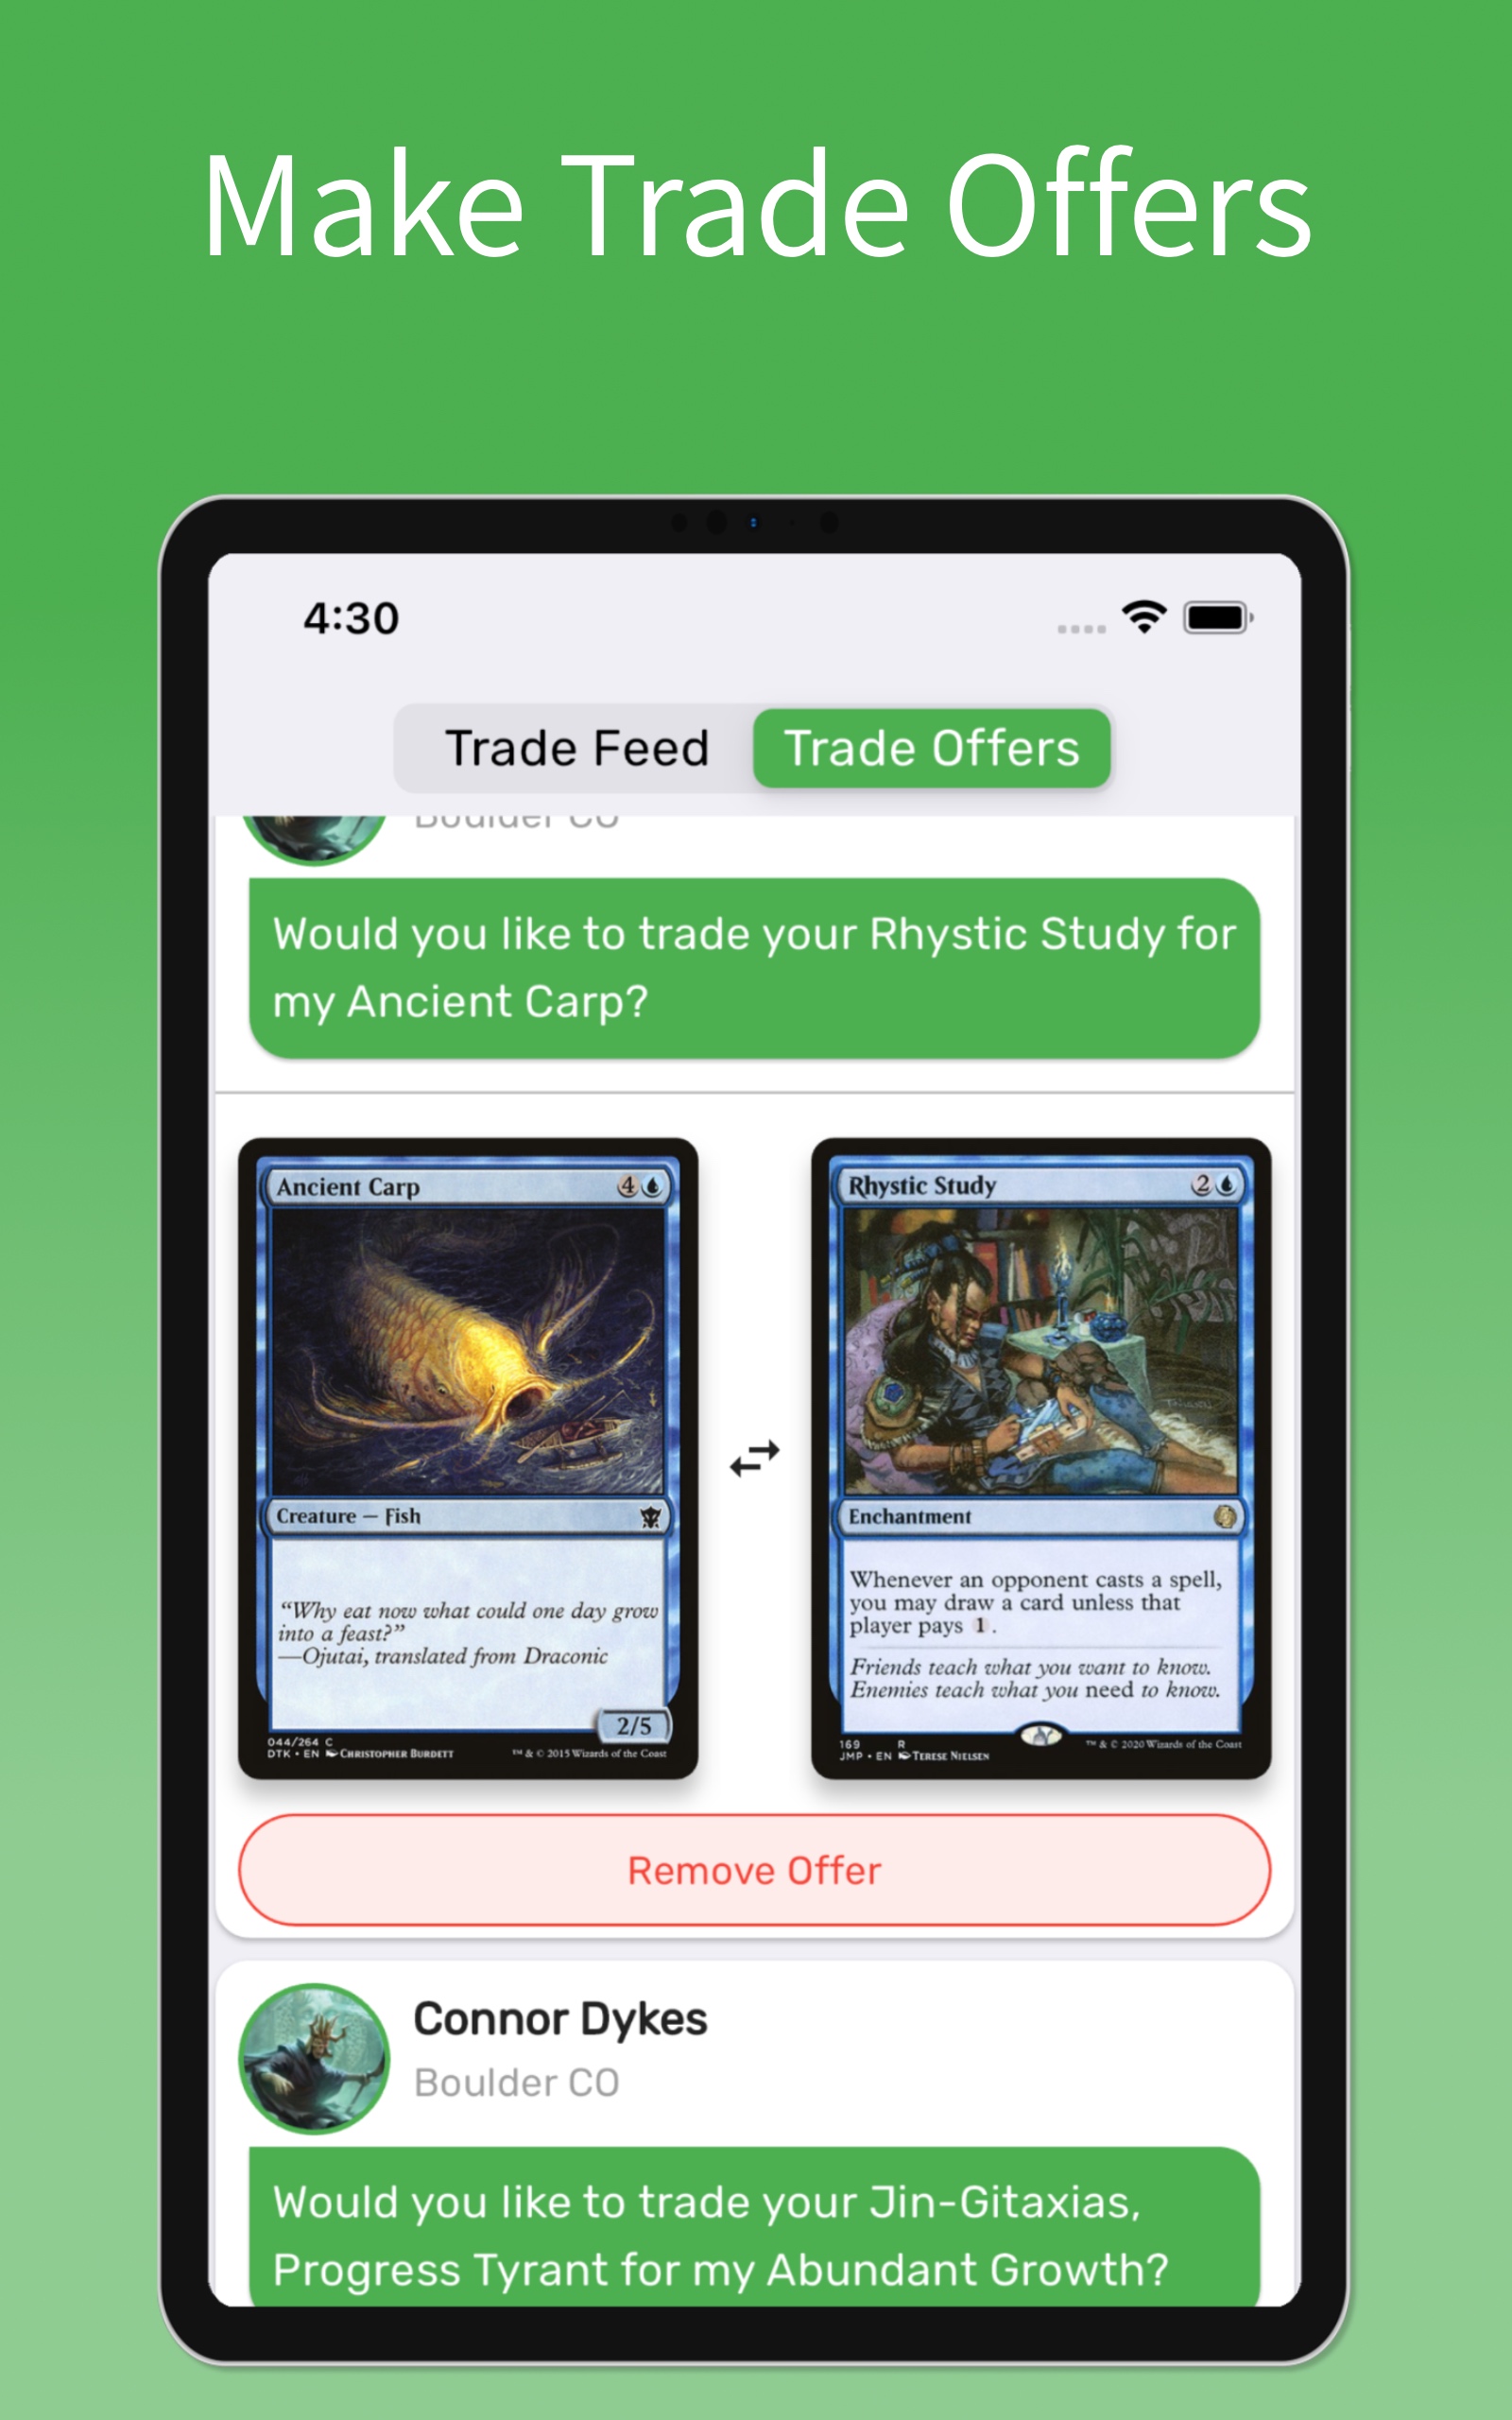 Make Trade Offers
4:30
Trade Feed
Trade Offers
Boulder CO
Would you like to trade your Rhystic Study for
my Ancient Carp?
Ancient Carp
4
Creature — Fish
“Why eat now what could one day grow
into a feast?”
—Ojutai, translated from Draconic
2/5
044/264 C
DTK • EN CHRISTOPHER BURDETT
™ & © 2015 Wizards of the Coast
Rhystic Study
2
Enchantment
Whenever an opponent casts a spell,
you may draw a card unless that
player pays 1.
Friends teach what you want to know.
Enemies teach what you need to know.
169 R
JMP • EN TERESE NIELSEN
™ & © 2020 Wizards of the Coast
Remove Offer
Connor Dykes
Boulder CO
Would you like to trade your Jin-Gitaxias,
Progress Tyrant for my Abundant Growth?